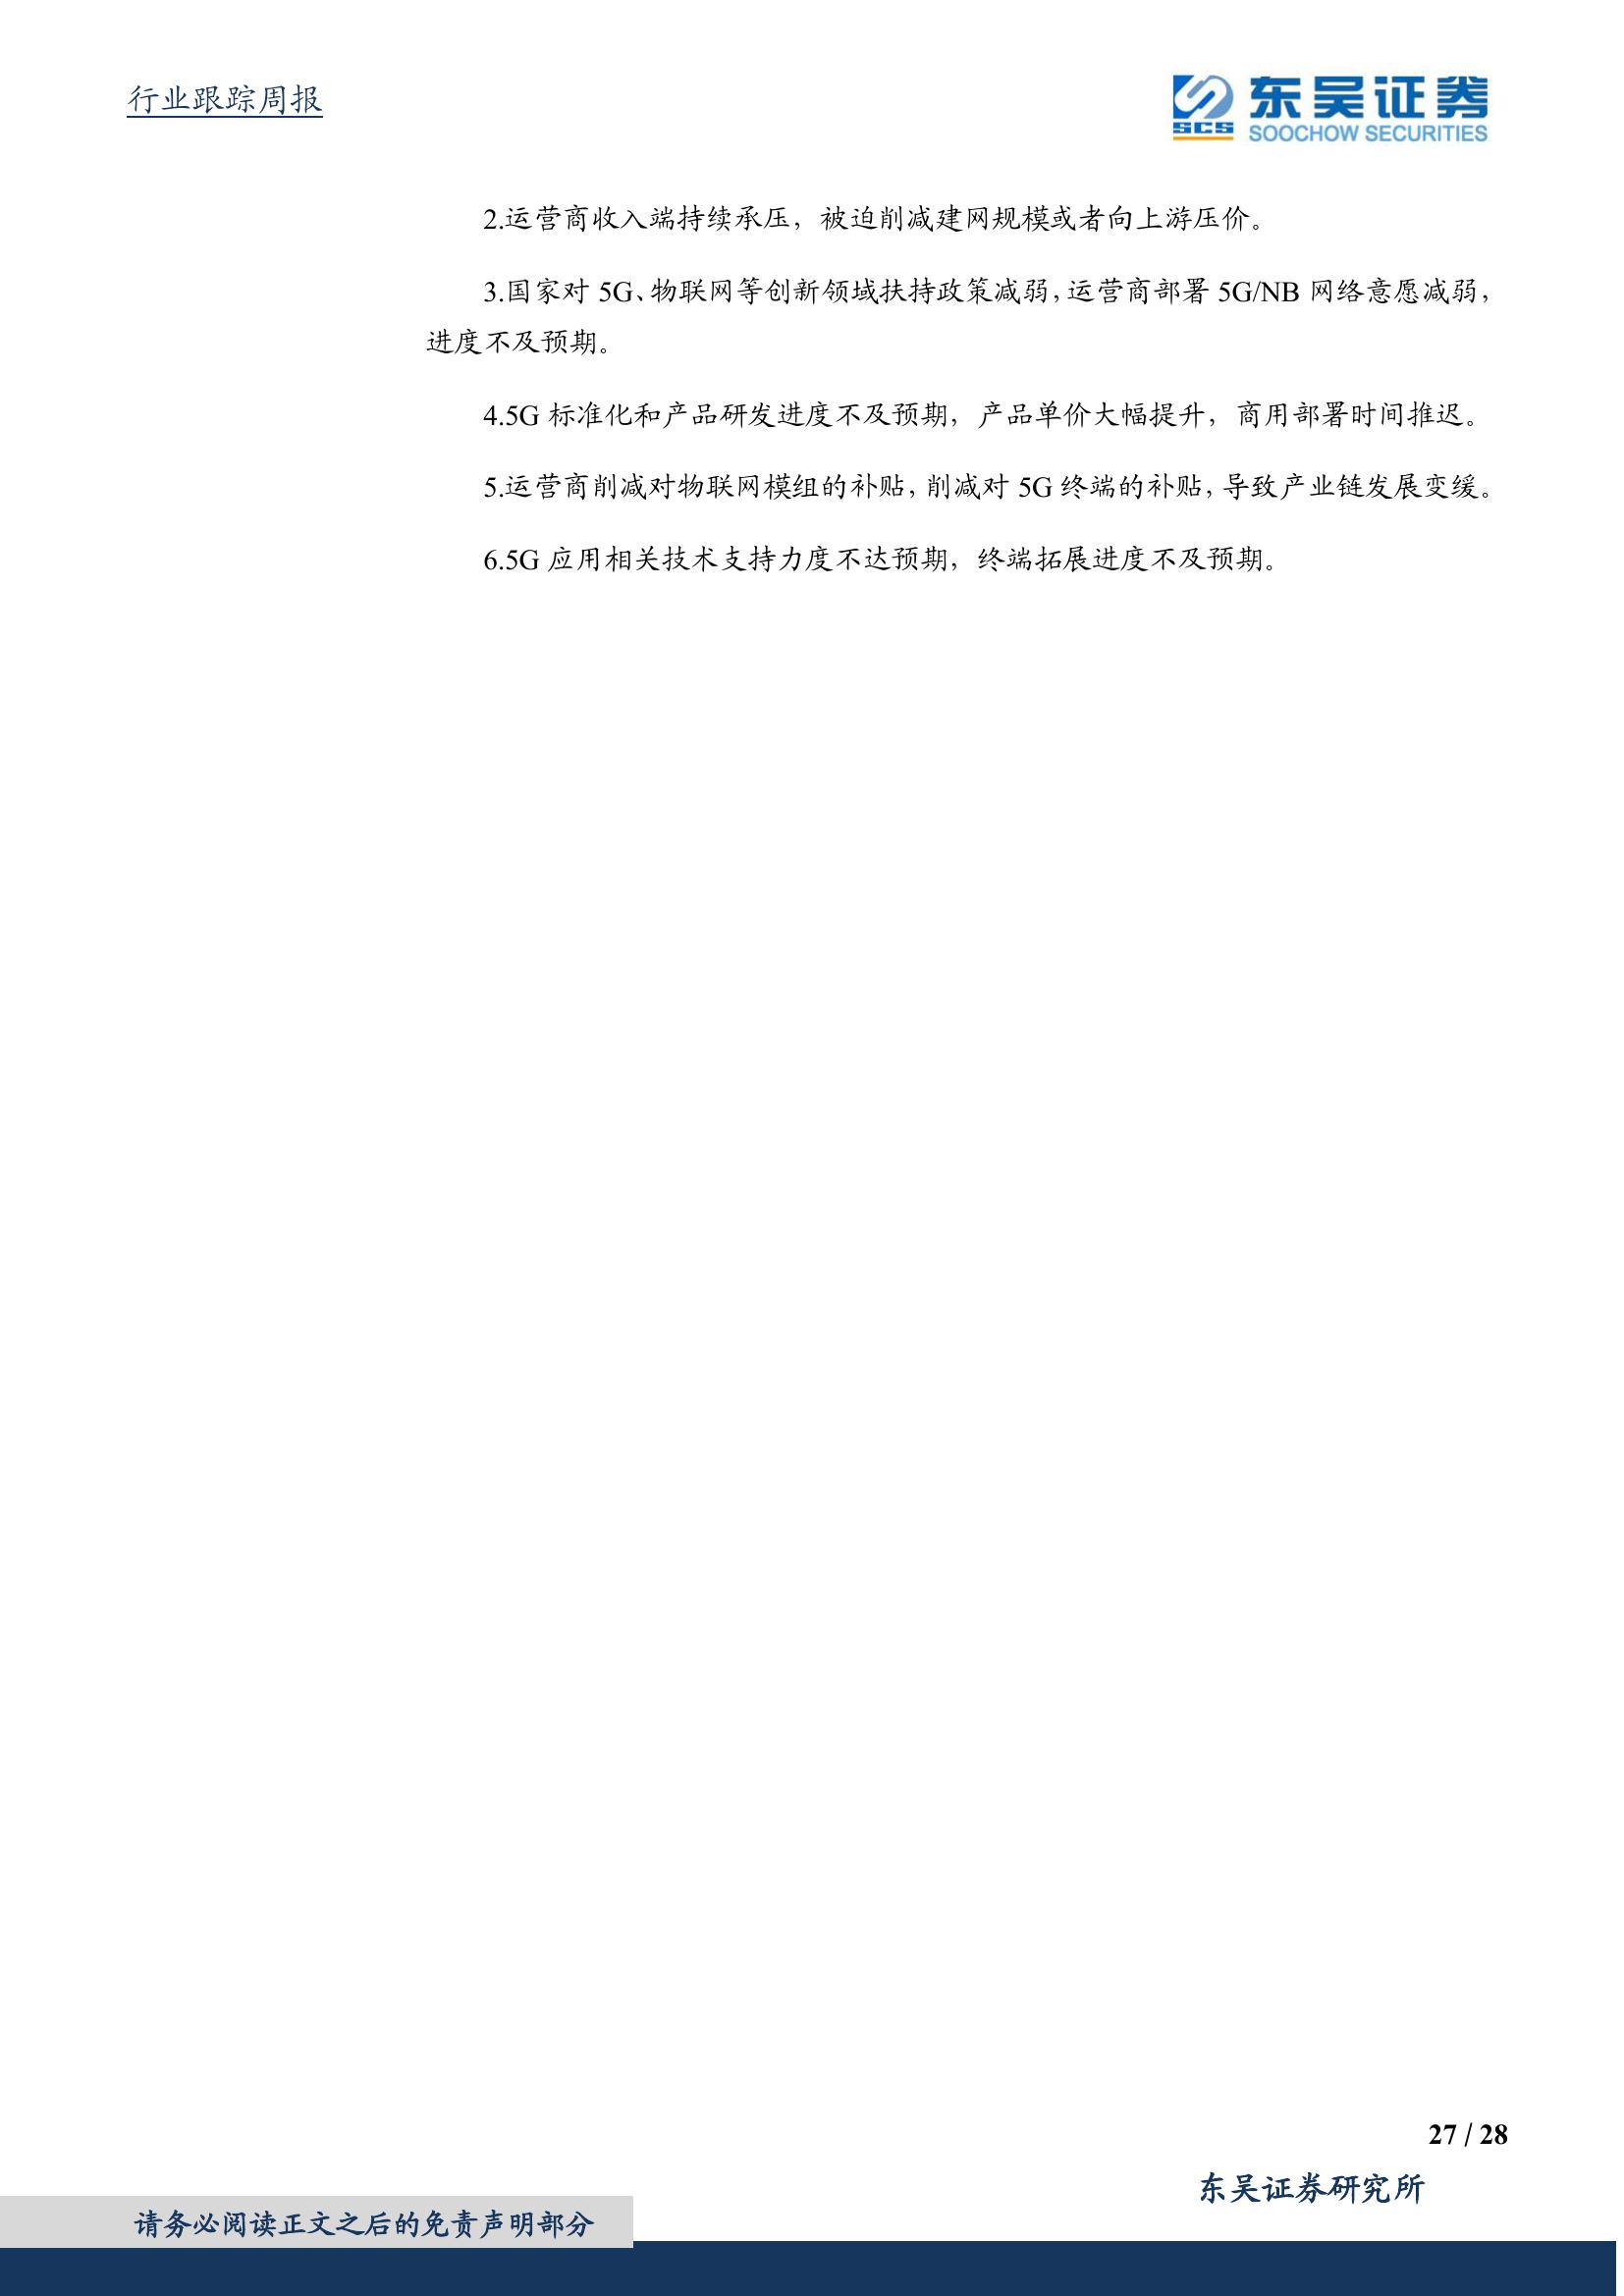 行业跟踪周报
SCS
东吴证券
SOOCHOW SECURITIES
2.运营商收入端持续承压，被迫削减建网规模或者向上游压价。
3.国家对 5G、物联网等创新领域扶持政策减弱，运营商部署 5G/NB 网络意愿减弱，
进度不及预期。
4.5G 标准化和产品研发进度不及预期，产品单价大幅提升，商用部署时间推迟。
5.运营商削减对物联网模组的补贴，削减对 5G 终端的补贴，导致产业链发展变缓。
6.5G 应用相关技术支持力度不达预期，终端拓展进度不及预期。
27 / 28
东吴证券研究所
请务必阅读正文之后的免责声明部分